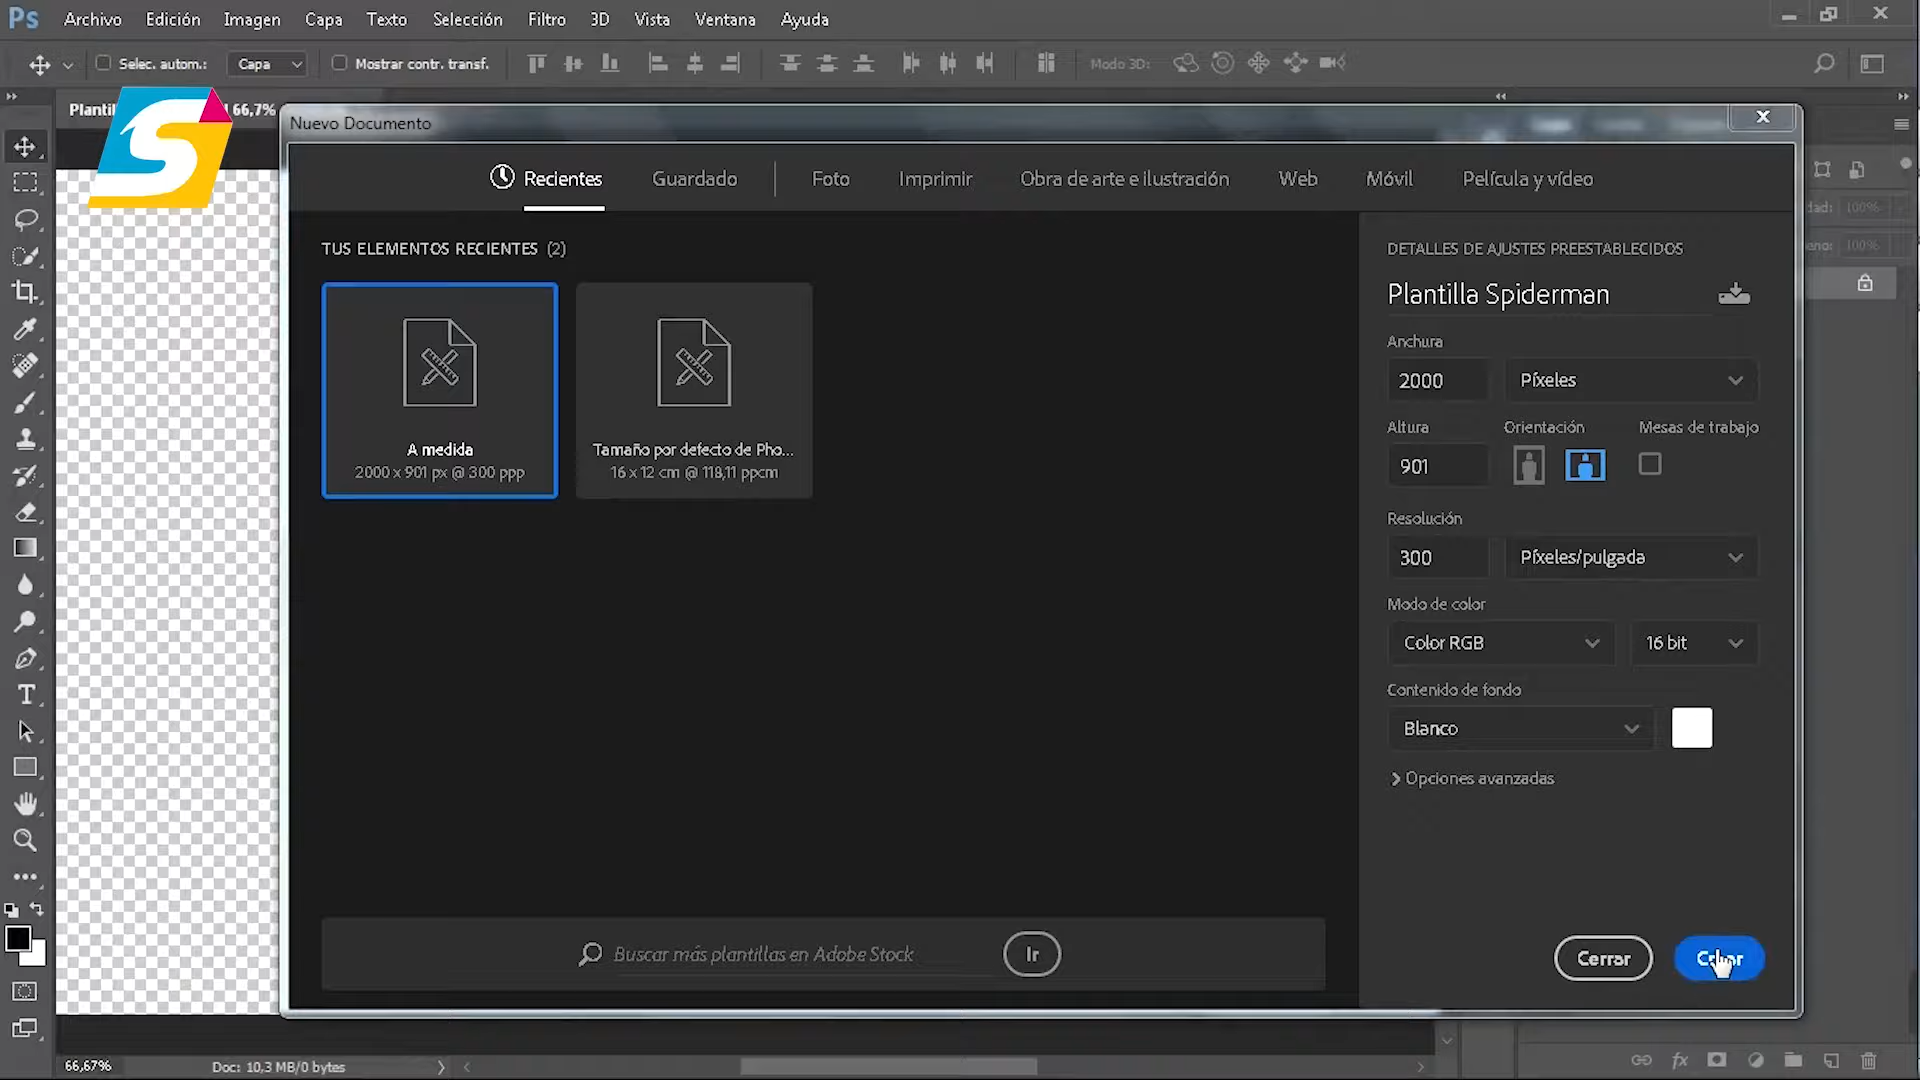 Ps Archivo Edición Imagen Capa Texto Selección Filtro 3D Vista Ventana Ayuda
Selec. autom.: Capa Mostrar contr. transf. Modo 3D:
66,7%
S
Nuevo Documento
Recientes Guardado Foto Imprimir Obra de arte e ilustración Web Móvil Película y vídeo
100%
100%
TUS ELEMENTOS RECIENTES (2)
A medida
2000 x 901 px @ 300 ppp
Tamaño por defecto de Pho...
16 x 12 cm @ 118,11 ppcm
DETALLES DE AJUSTES PREESTABLECIDOS
Plantilla Spiderman
Anchura
2000 Píxeles
Altura Orientación Mesas de trabajo
901
Resolución
300 Píxeles/pulgada
Modo de color
Color RGB 16 bit
Contenido de fondo
Blanco
Opciones avanzadas
Buscar más plantillas en Adobe Stock Ir
Cerrar
66,67% Doc: 10,3 MB/0 bytes
fx